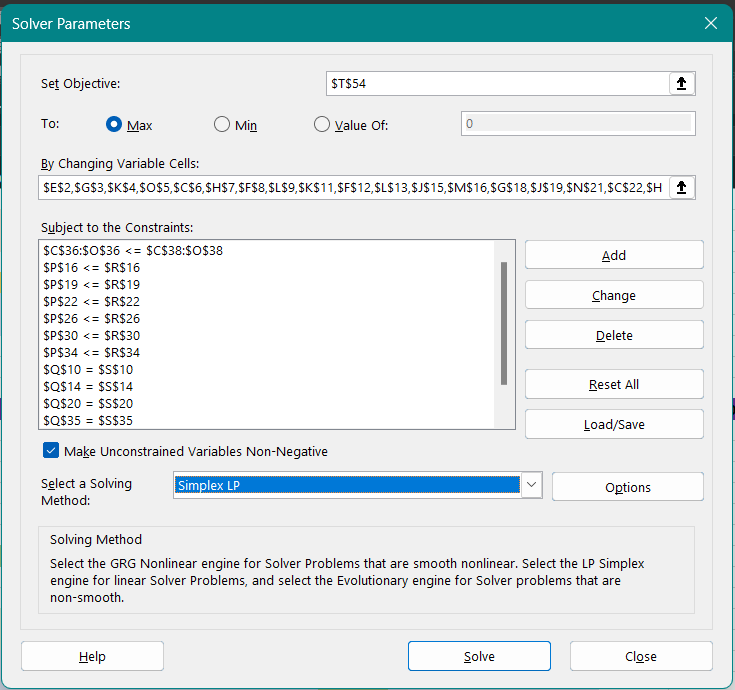 Solver Parameters
Set Objective:
$T$54
To:
Max
Min
Value Of:
0
By Changing Variable Cells:
$E$2,$G$3,$K$4,$O$5,$C$6,$H$7,$F$8,$L$9,$K$11,$F$12,$L$13,$J$15,$M$16,$G$18,$J$19,$N$21,$C$22,$H
Subject to the Constraints:
$C$36:$O$36 <= $C$38:$O$38
$P$16 <= $R$16
$P$19 <= $R$19
$P$22 <= $R$22
$P$26 <= $R$26
$P$30 <= $R$30
$P$34 <= $R$34
$Q$10 = $S$10
$Q$14 = $S$14
$Q$20 = $S$20
$Q$35 = $S$35
Add
Change
Delete
Reset All
Load/Save
Make Unconstrained Variables Non-Negative
Select a Solving
Method:
Simplex LP
Options
Solving Method
Select the GRG Nonlinear engine for Solver Problems that are smooth nonlinear. Select the LP Simplex
engine for linear Solver Problems, and select the Evolutionary engine for Solver problems that are
non-smooth.
Help
Solve
Close